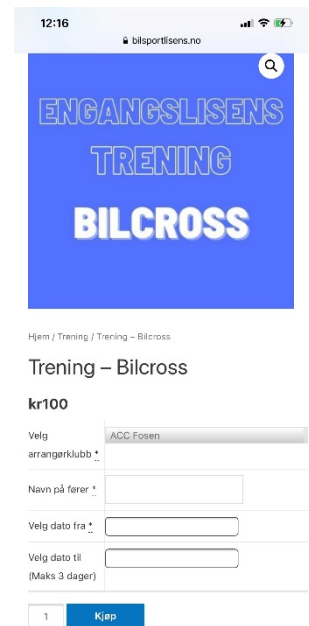 12:16
bilsportlisens.no
ENGANGSLISENS
TRENING
BILCROSS
Hjem / Trening / Trening – Bilcross
Trening – Bilcross
kr100
Velg
arrangørklubb *
ACC Fosen
Navn på fører *
Velg dato fra *
Velg dato til
(Maks 3 dager)
1 Kjøp